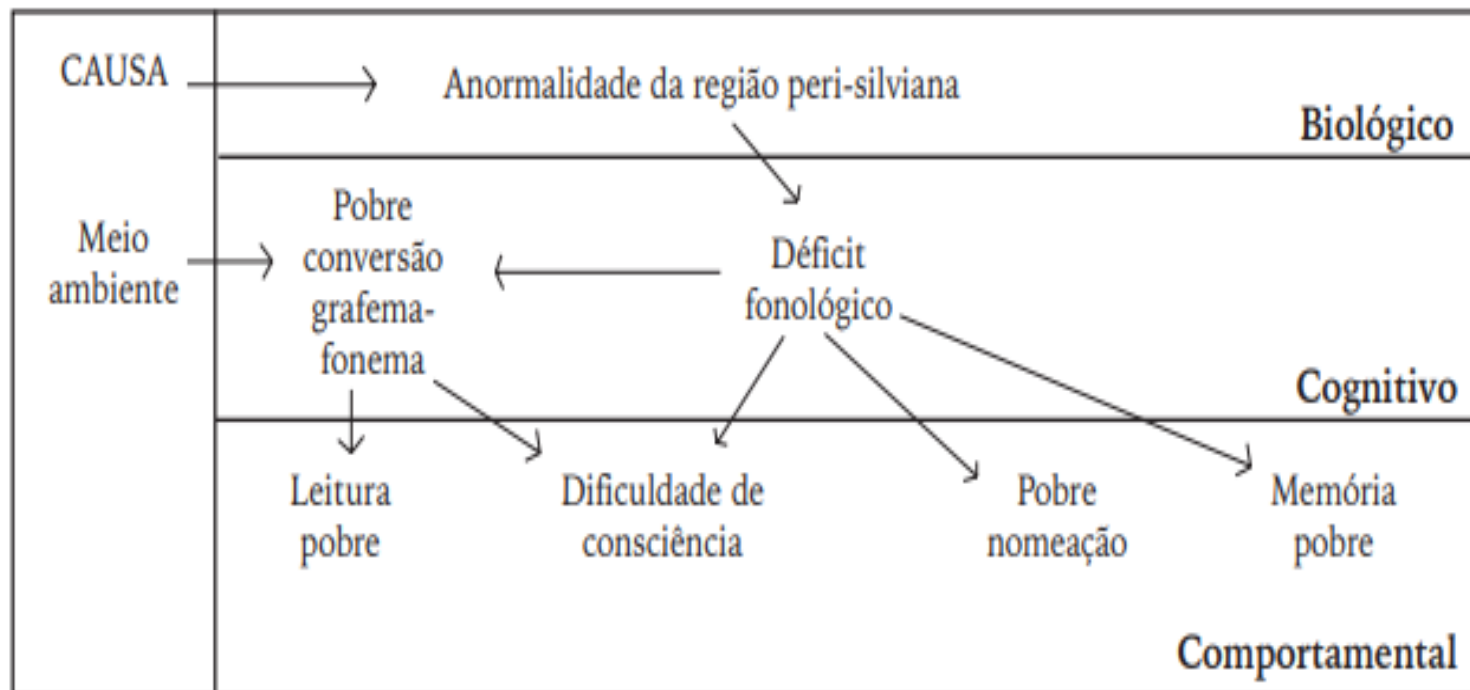 CAUSA
Anormalidade da região peri-silviana
Biológico
Meio
ambiente
Pobre
conversão
grafema-
fonema
Déficit
fonológico
Cognitivo
Leitura
pobre
Dificuldade de
consciência
Pobre
nomeação
Memória
pobre
Comportamental